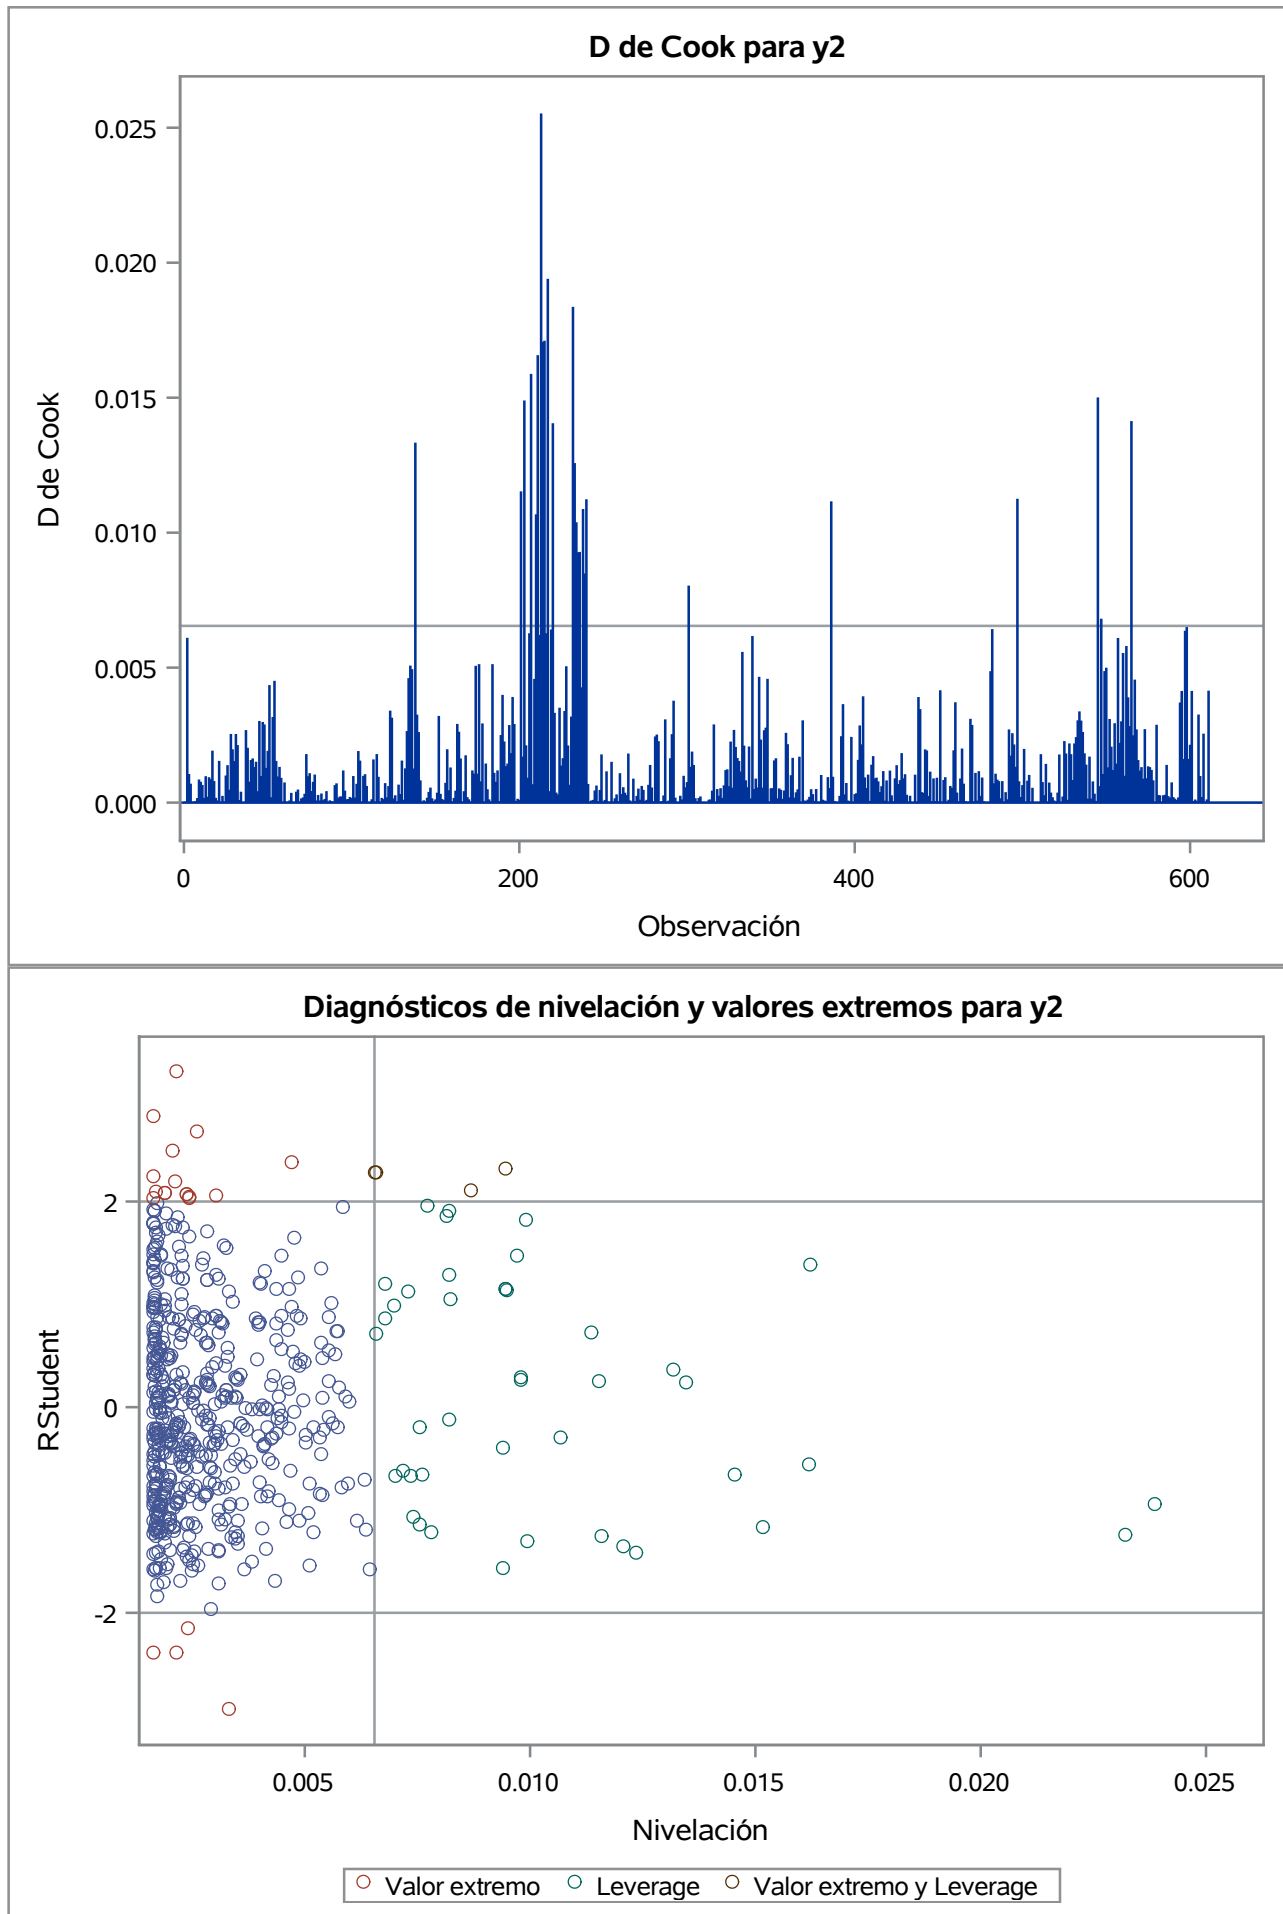 D de Cook para y2
0.025
0.020
0.015
0.010
0.005
0.000
D de Cook
0 200 400 600
Observación
Diagnósticos de nivelación y valores extremos para y2
2
0
-2
RStudent
0.005 0.010 0.015 0.020 0.025
Nivelación
Valor extremo Leverage Valor extremo y Leverage